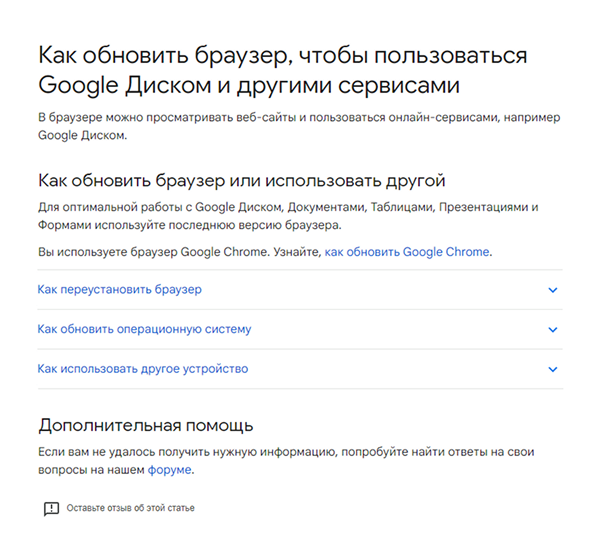 Как обновить браузер, чтобы пользоваться
Google Диском и другими сервисами
В браузере можно просматривать веб-сайты и пользоваться онлайн-сервисами, например
Google Диском.
Как обновить браузер или использовать другой
Для оптимальной работы с Google Диском, Документами, Таблицами, Презентациями и
Формами используйте последнюю версию браузера.
Вы используете браузер Google Chrome. Узнайте, как обновить Google Chrome.
Как переустановить браузер
Как обновить операционную систему
Как использовать другое устройство
Дополнительная помощь
Если вам не удалось получить нужную информацию, попробуйте найти ответы на свои
вопросы на нашем форуме.
Оставьте отзыв об этой статье